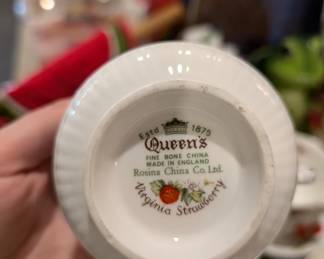 Estd 1875
Queen's
FINE BONE CHINA
MADE IN ENGLAND
Rosina China Co. Ltd.
Virginia Strawberry